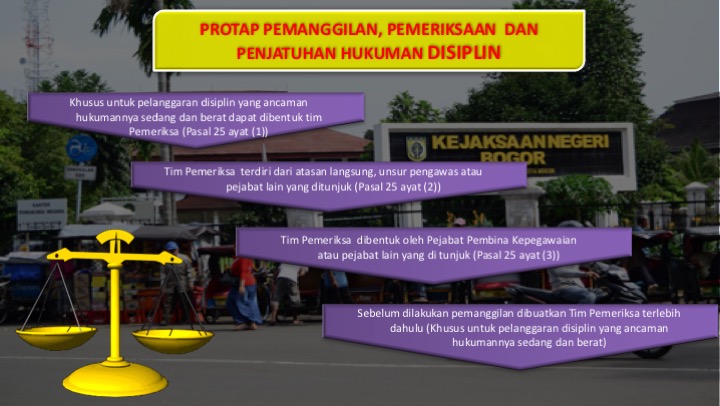 PROTAP PEMANGGILAN, PEMERIKSAAN DAN
PENJATUHAN HUKUMAN DISIPLIN
Khusus untuk pelanggaran disiplin yang ancaman
hukumannya sedang dan berat dapat dibentuk tim
Pemeriksa (Pasal 25 ayat (1))
KEJAKSAAN NEGERI
BOGOR
Tim Pemeriksa terdiri dari atasan langsung, unsur pengawas atau
pejabat lain yang ditunjuk (Pasal 25 ayat (2))
Tim Pemeriksa dibentuk oleh Pejabat Pembina Kepegawaian
atau pejabat lain yang di tunjuk (Pasal 25 ayat (3))
Sebelum dilakukan pemanggilan dibuatkan Tim Pemeriksa terlebih
dahulu (Khusus untuk pelanggaran disiplin yang ancaman
hukumannya sedang dan berat)